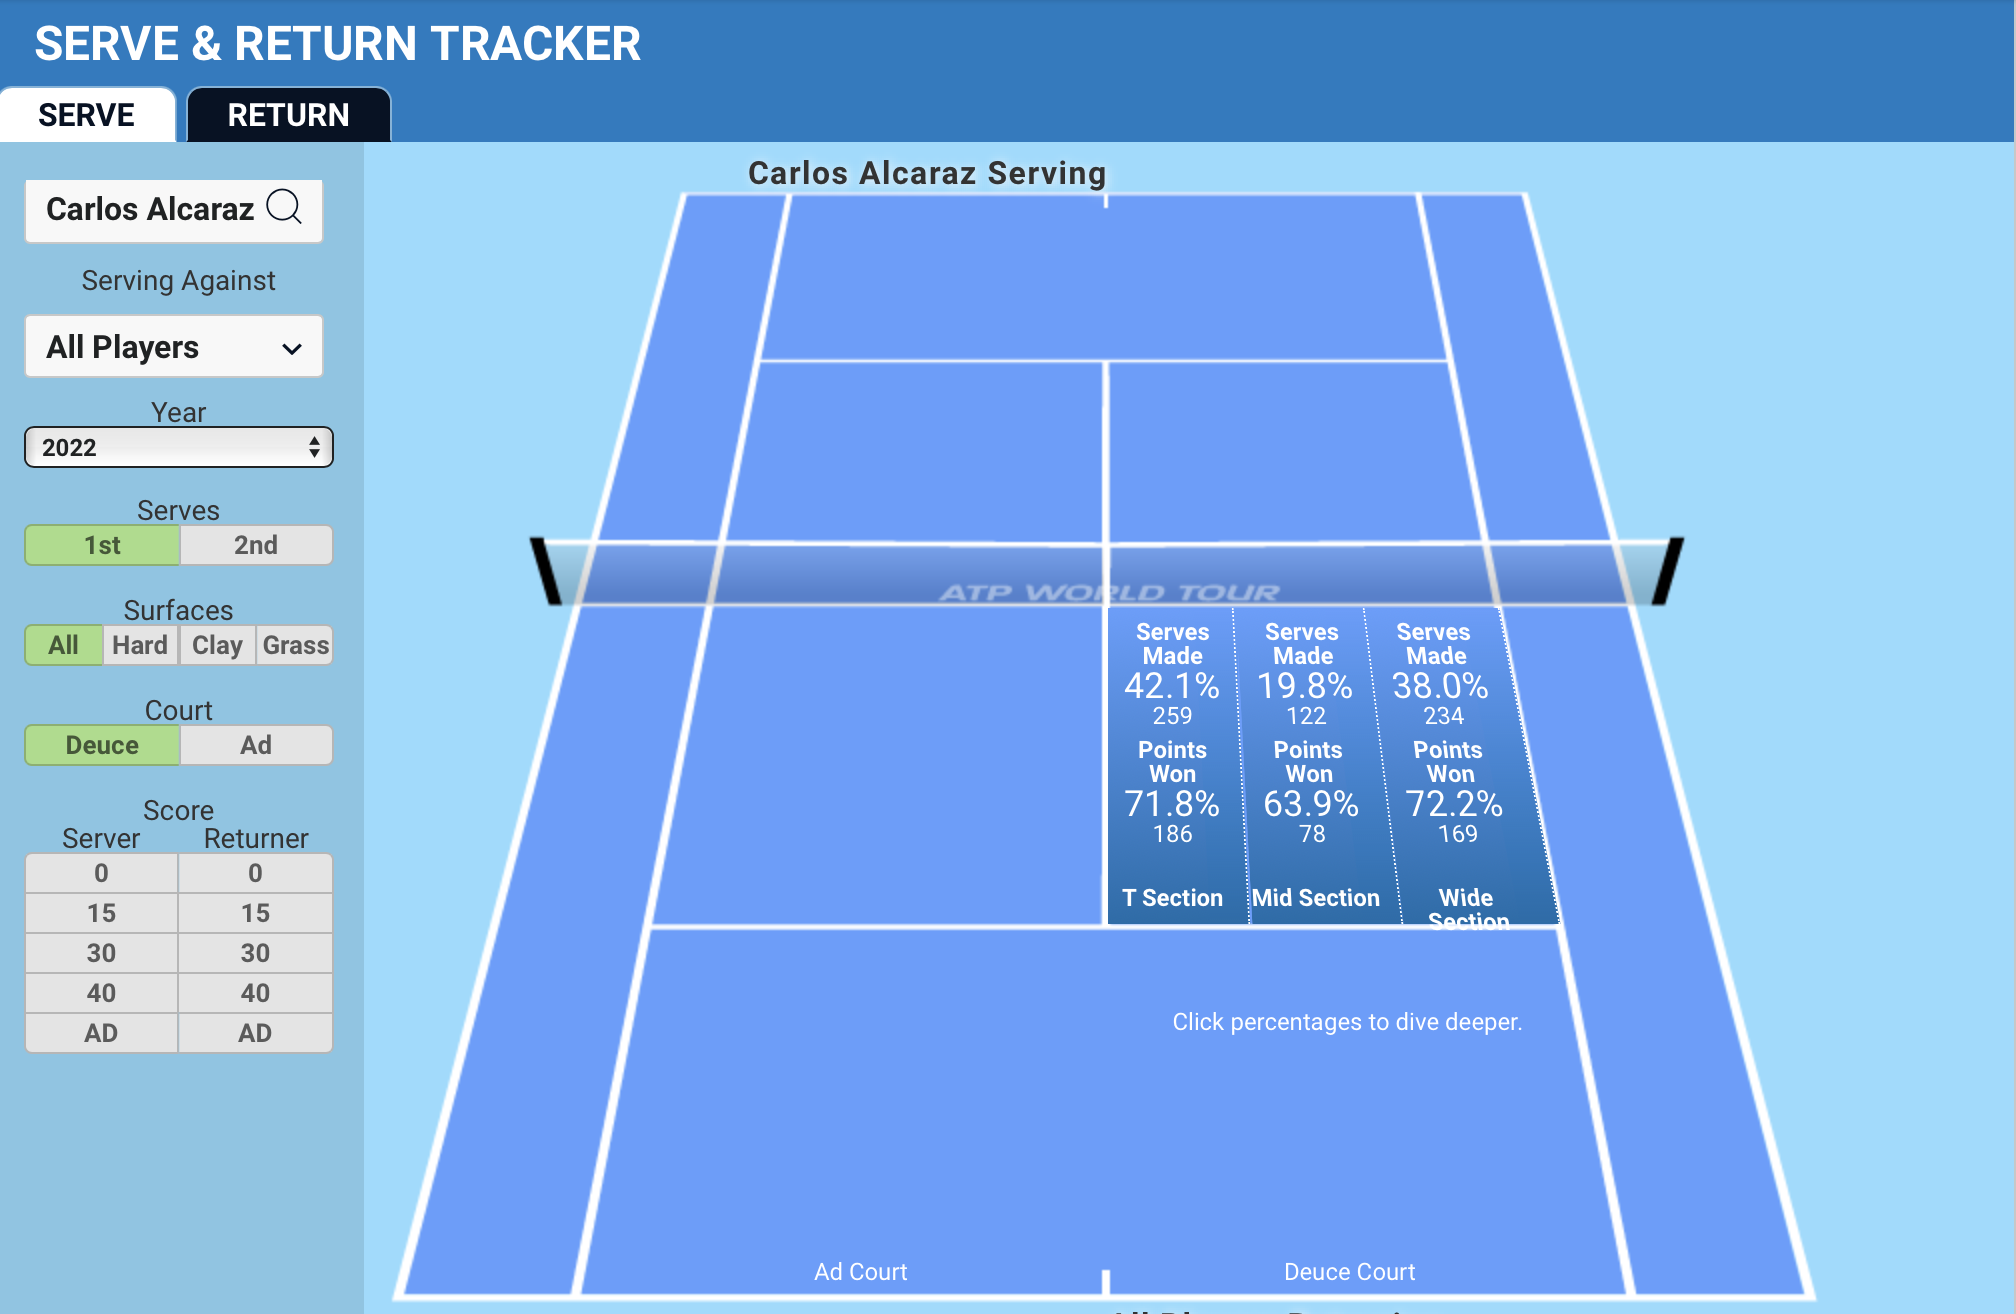 SERVE & RETURN TRACKER
SERVE
RETURN
Carlos Alcaraz
Serving Against
All Players
Year
2022
Serves
1st 2nd
Surfaces
All Hard Clay Grass
Court
Deuce Ad
Score
Server Returner
0 0
15 15
30 30
40 40
AD AD
Carlos Alcaraz Serving
ATP WORLD TOUR
Serves
Made
42.1%
259
Points
Won
71.8%
186
T Section
Serves
Made
19.8%
122
Points
Won
63.9%
78
Mid Section
Serves
Made
38.0%
234
Points
Won
72.2%
169
Wide
Section
Click percentages to dive deeper.
Ad Court
Deuce Court